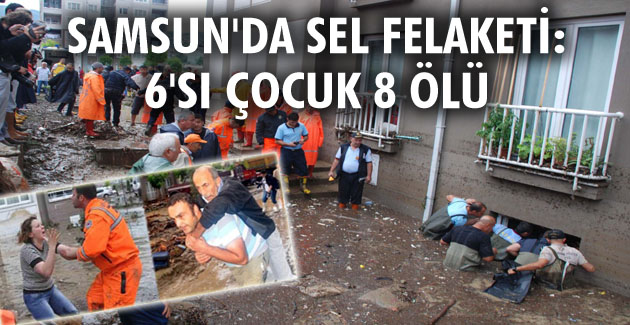 SAMSUN'DA SEL FELAKETİ:
6'SI ÇOCUK 8 ÖLÜ